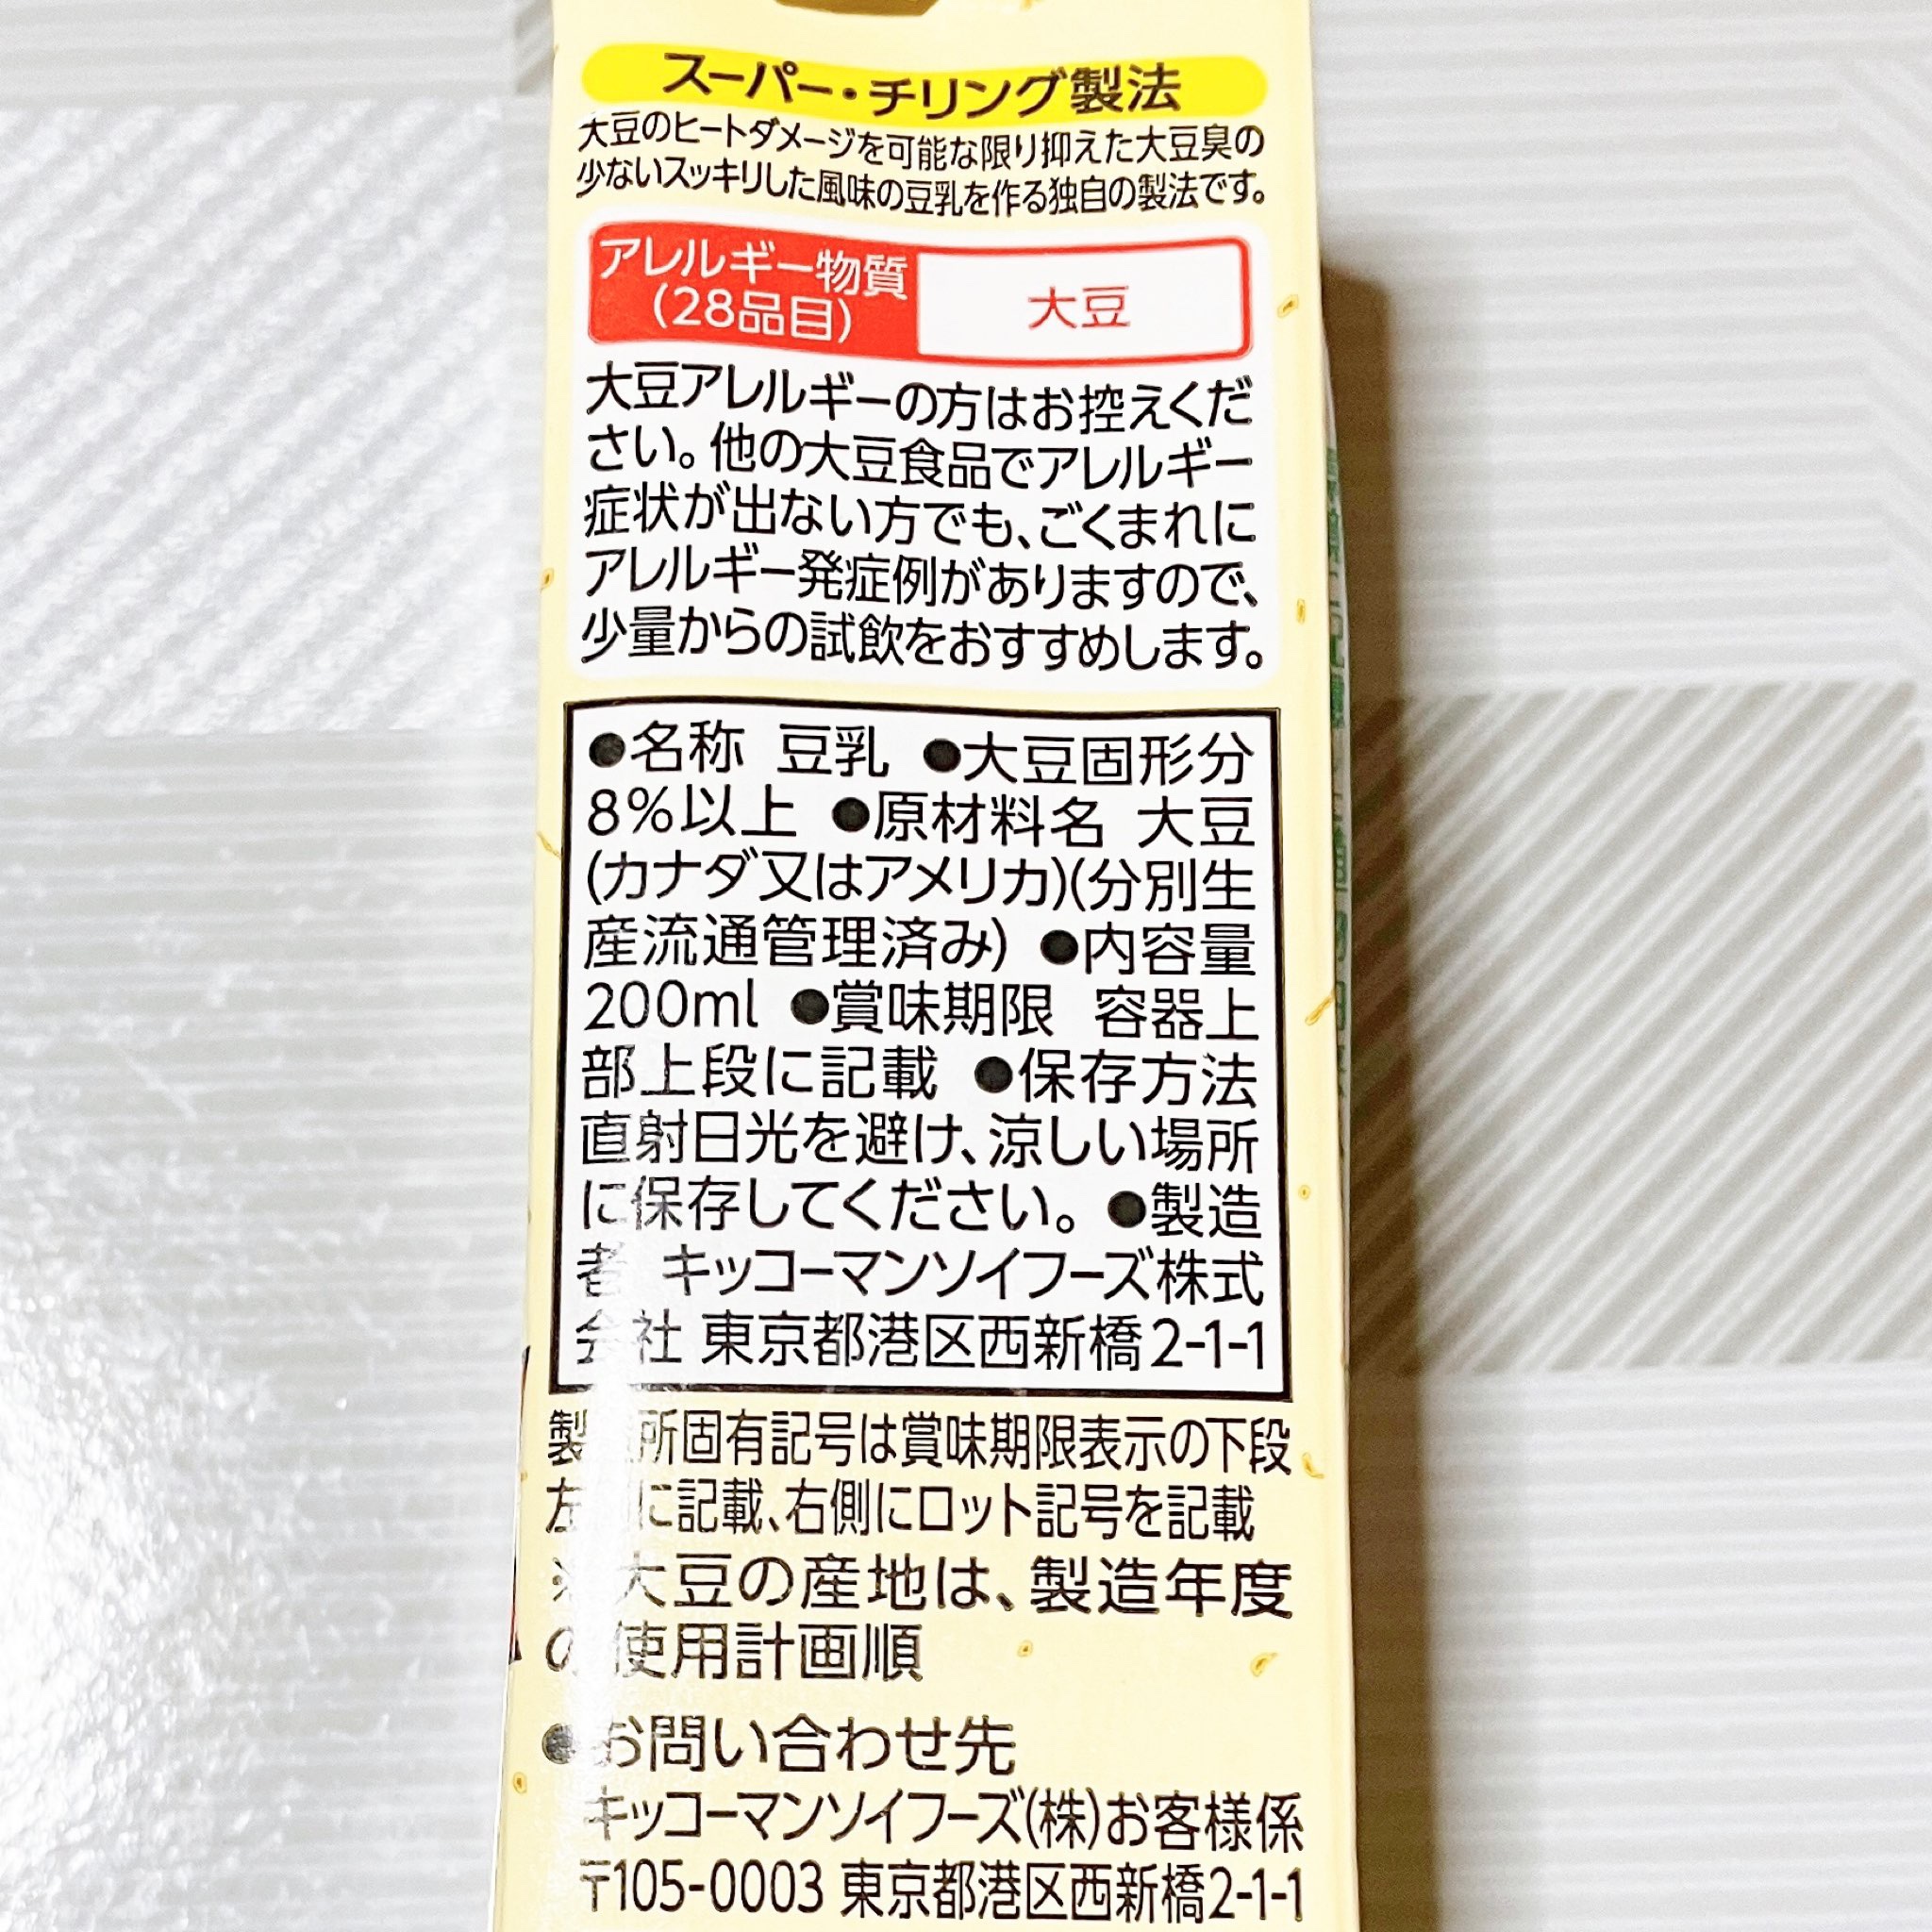 スーパー・チリング製法
大豆のヒートダメージを可能な限り抑えた大豆臭の
少ないスッキリした風味の豆乳を作る独自の製法です。
アレルギー物質
(28品目)
大豆
大豆アレルギーの方はお控えくだ
さい。他の大豆食品でアレルギー
症状が出ない方でも、ごくまれに
アレルギー発症例がありますので、
少量からの試飲をおすすめします。
●名称 豆乳 ●大豆固形分
8%以上 ●原材料名 大豆
(カナダ又はアメリカ)(分別生
産流通管理済み) ●内容量
200ml ●賞味期限 容器上
部上段に記載 ●保存方法
直射日光を避け、涼しい場所
に保存してください。●製造
者 キッコーマンソイフーズ株式
会社 東京都港区西新橋2-1-1
製造所固有記号は賞味期限表示の下段
左側に記載、右側にロット記号を記載
※大豆の産地は、製造年度
の使用計画順
●お問い合わせ先
キッコーマンソイフーズ(株)お客様係
〒105-0003 東京都港区西新橋2-1-1